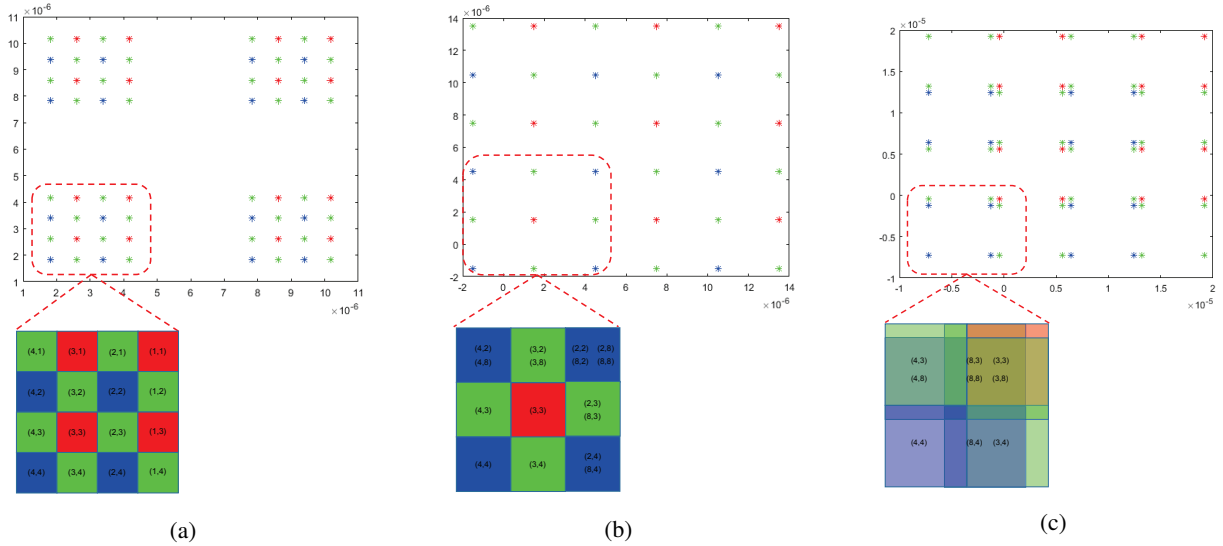 ×10⁻⁶
11
10
9
8
7
6
5
4
3
2
1
1 2 3 4 5 6 7 8 9 10 11
×10⁻⁶
(4,1) (3,1) (2,1) (1,1)
(4,2) (3,2) (2,2) (1,2)
(4,3) (3,3) (2,3) (1,3)
(4,4) (3,4) (2,4) (1,4)
(a)
×10⁻⁶
14
12
10
8
6
4
2
0
-2
-2 0 2 4 6 8 10 12 14
×10⁻⁶
(4,2) (3,2) (2,2) (2,8)
(4,8) (3,8) (8,2) (8,8)
(4,3) (3,3) (2,3)
(8,3)
(4,4) (3,4) (2,4)
(8,4)
(b)
×10⁻⁵
2
1.5
1
0.5
0
-0.5
-1
-1 -0.5 0 0.5 1 1.5 2
×10⁻⁵
(4,3) (8,3) (3,3)
(4,8) (8,8) (3,8)
(4,4) (8,4) (3,4)
(c)